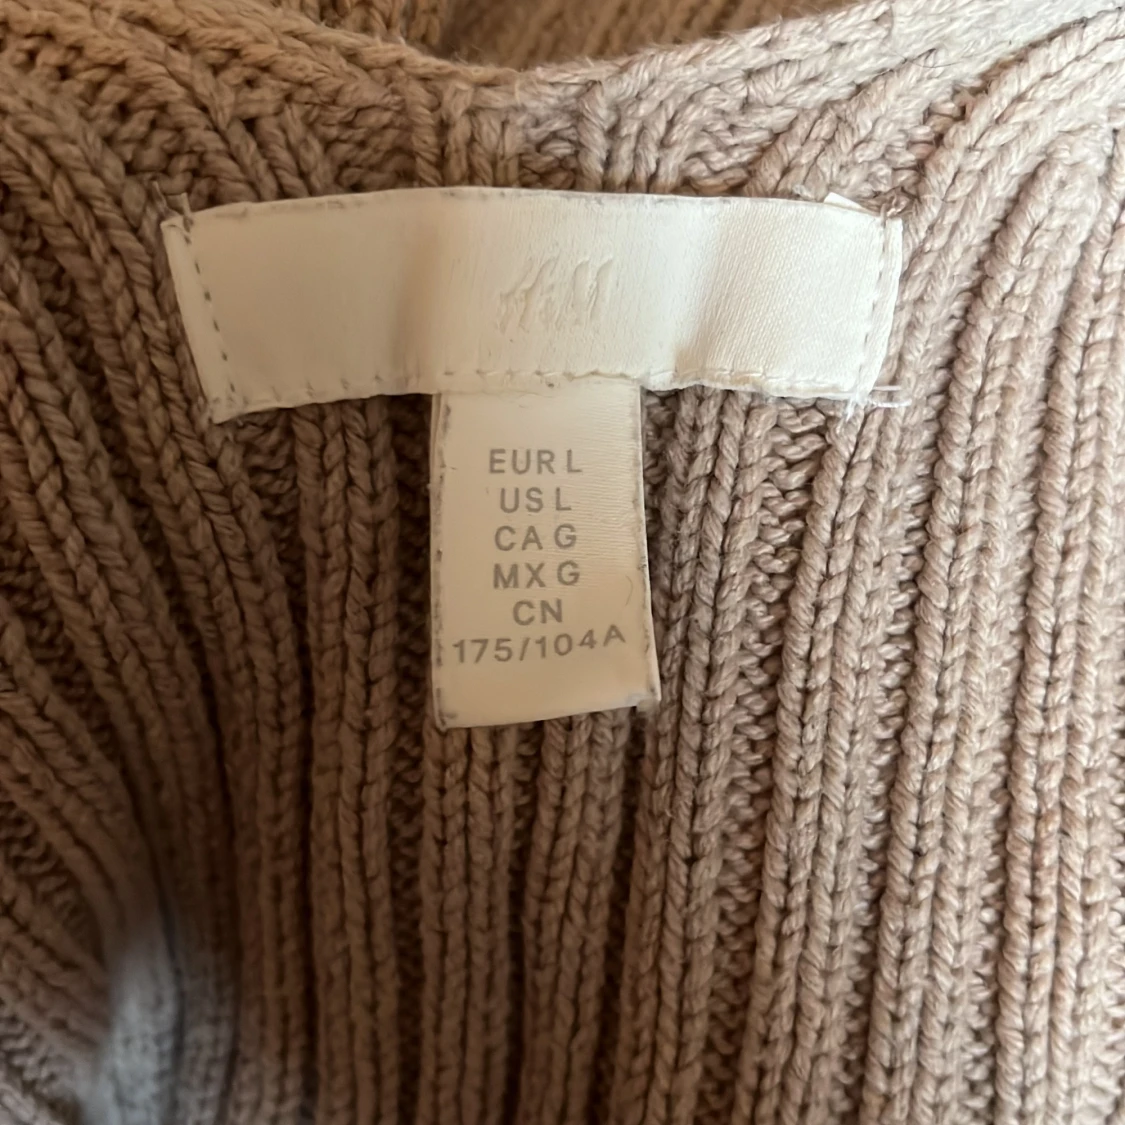 H&M
EUR L
US L
CA G
MX G
CN
175/104A